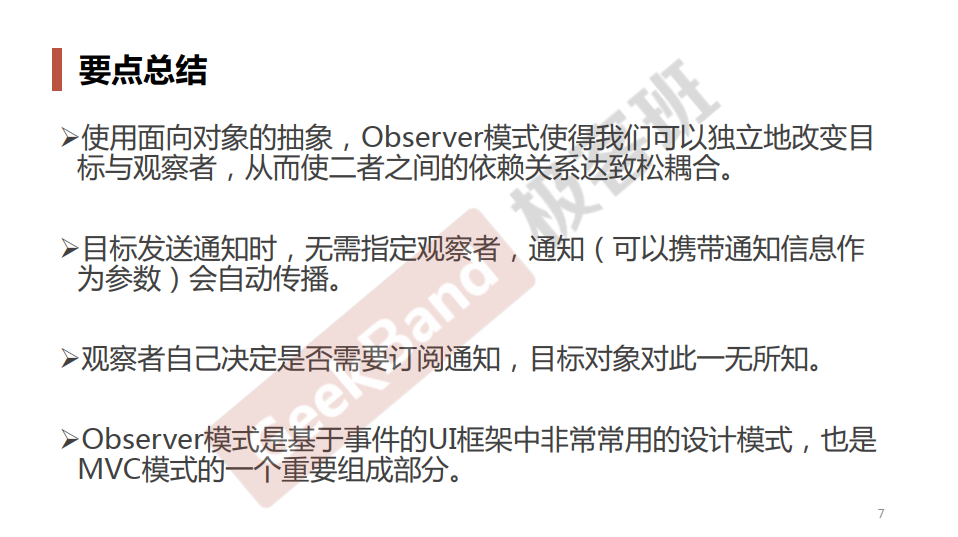 要点总结
➢使用面向对象的抽象，Observer模式使得我们可以独立地改变目
标与观察者，从而使二者之间的依赖关系达致松耦合。
➢目标发送通知时，无需指定观察者，通知（可以携带通知信息作
为参数）会自动传播。
➢观察者自己决定是否需要订阅通知，目标对象对此一无所知。
➢Observer模式是基于事件的UI框架中非常常用的设计模式，也是
MVC模式的一个重要组成部分。
GeekBand 极客班
7